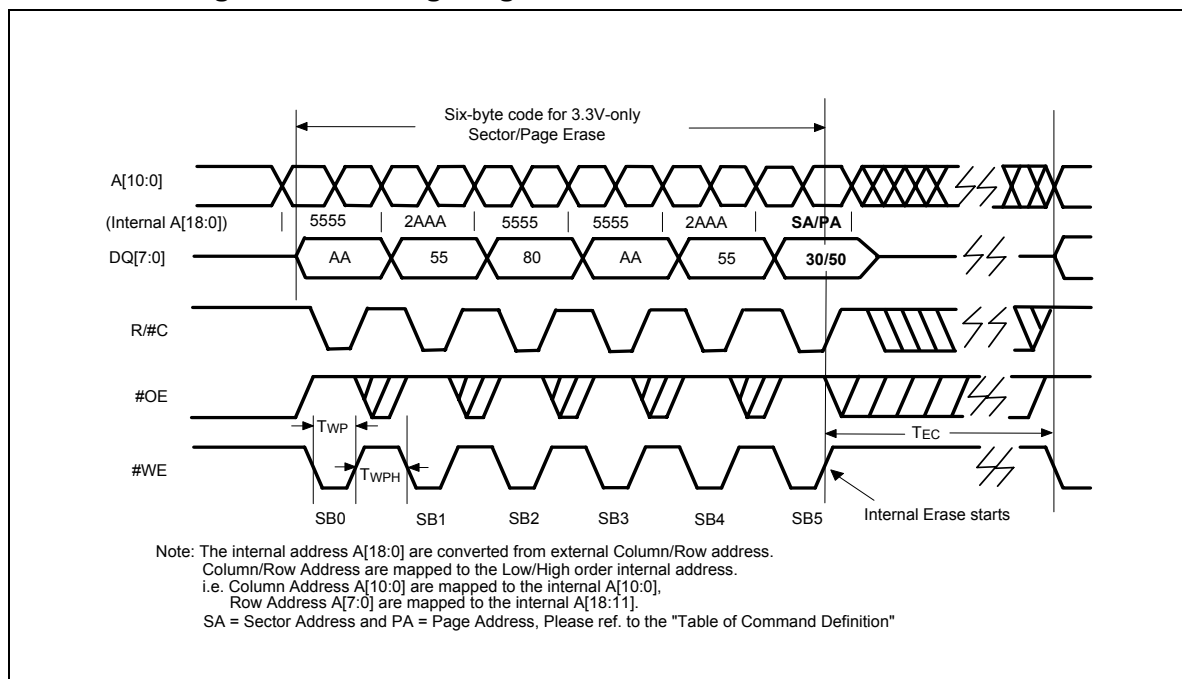 Six-byte code for 3.3V-only
Sector/Page Erase
A[10:0]
(Internal A[18:0])
5555
2AAA
5555
5555
2AAA
SA/PA
DQ[7:0]
AA
55
80
AA
55
30/50
R/#C
#OE
TWP
TEC
#WE
TWPH
SB0
SB1
SB2
SB3
SB4
SB5
Internal Erase starts
Note: The internal address A[18:0] are converted from external Column/Row address.
Column/Row Address are mapped to the Low/High order internal address.
i.e. Column Address A[10:0] are mapped to the internal A[10:0],
Row Address A[7:0] are mapped to the internal A[18:11].
SA = Sector Address and PA = Page Address, Please ref. to the "Table of Command Definition"